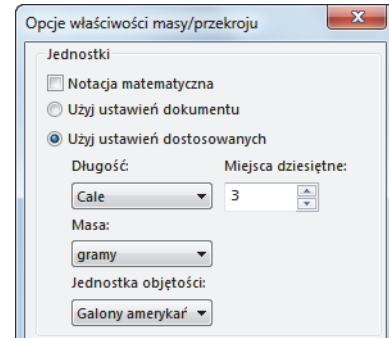 Opcje właściwości masy/przekroju
Jednostki
Notacja matematyczna
Użyj ustawień dokumentu
Użyj ustawień dostosowanych
Długość: Miejsca dziesiętne:
Cale 3
Masa:
gramy
Jednostka objętości:
Galony amerykań